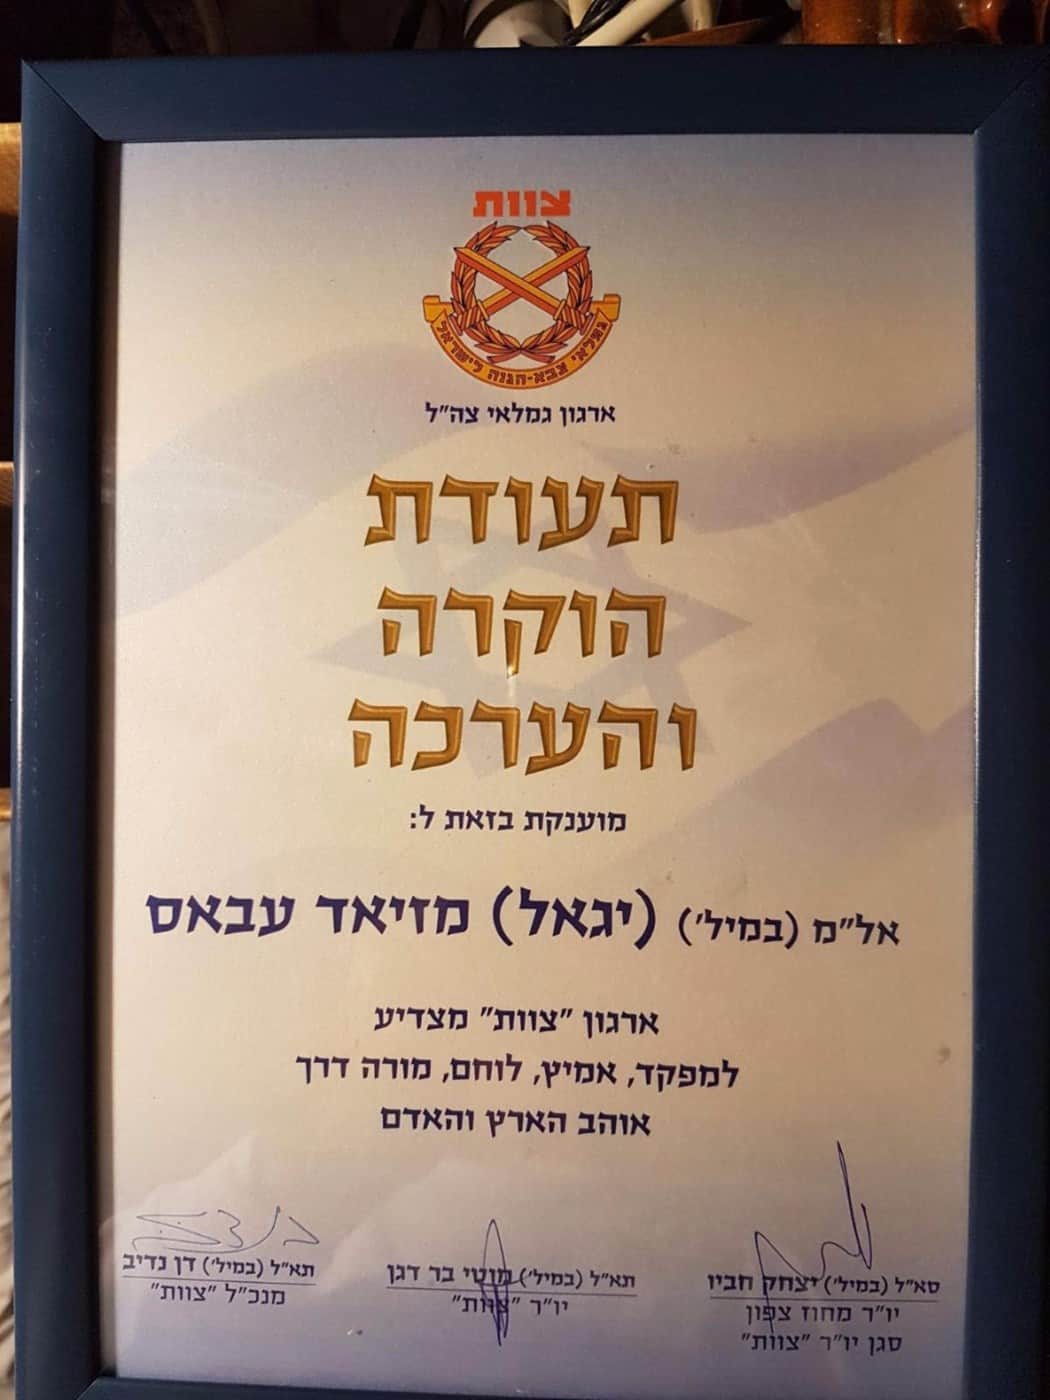 צוות
גמלאי צבא-הגנה לישראל
ארגון גמלאי צה"ל
תעודת
הוקרה
והערכה
מוענקת בזאת ל:
אל"מ (במיל') (יגאל) מזיאד עבאס
ארגון "צוות" מצדיע
למפקד, אמיץ, לוחם, מורה דרך
אוהב הארץ והאדם
סא"ל (במיל') יצחק חביו
יו"ר מחוז צפון
סגן יו"ר "צוות"
תא"ל (במיל') מוטי בר דגן
יו"ר "צוות"
תא"ל (במיל') דן נדיב
מנכ"ל "צוות"